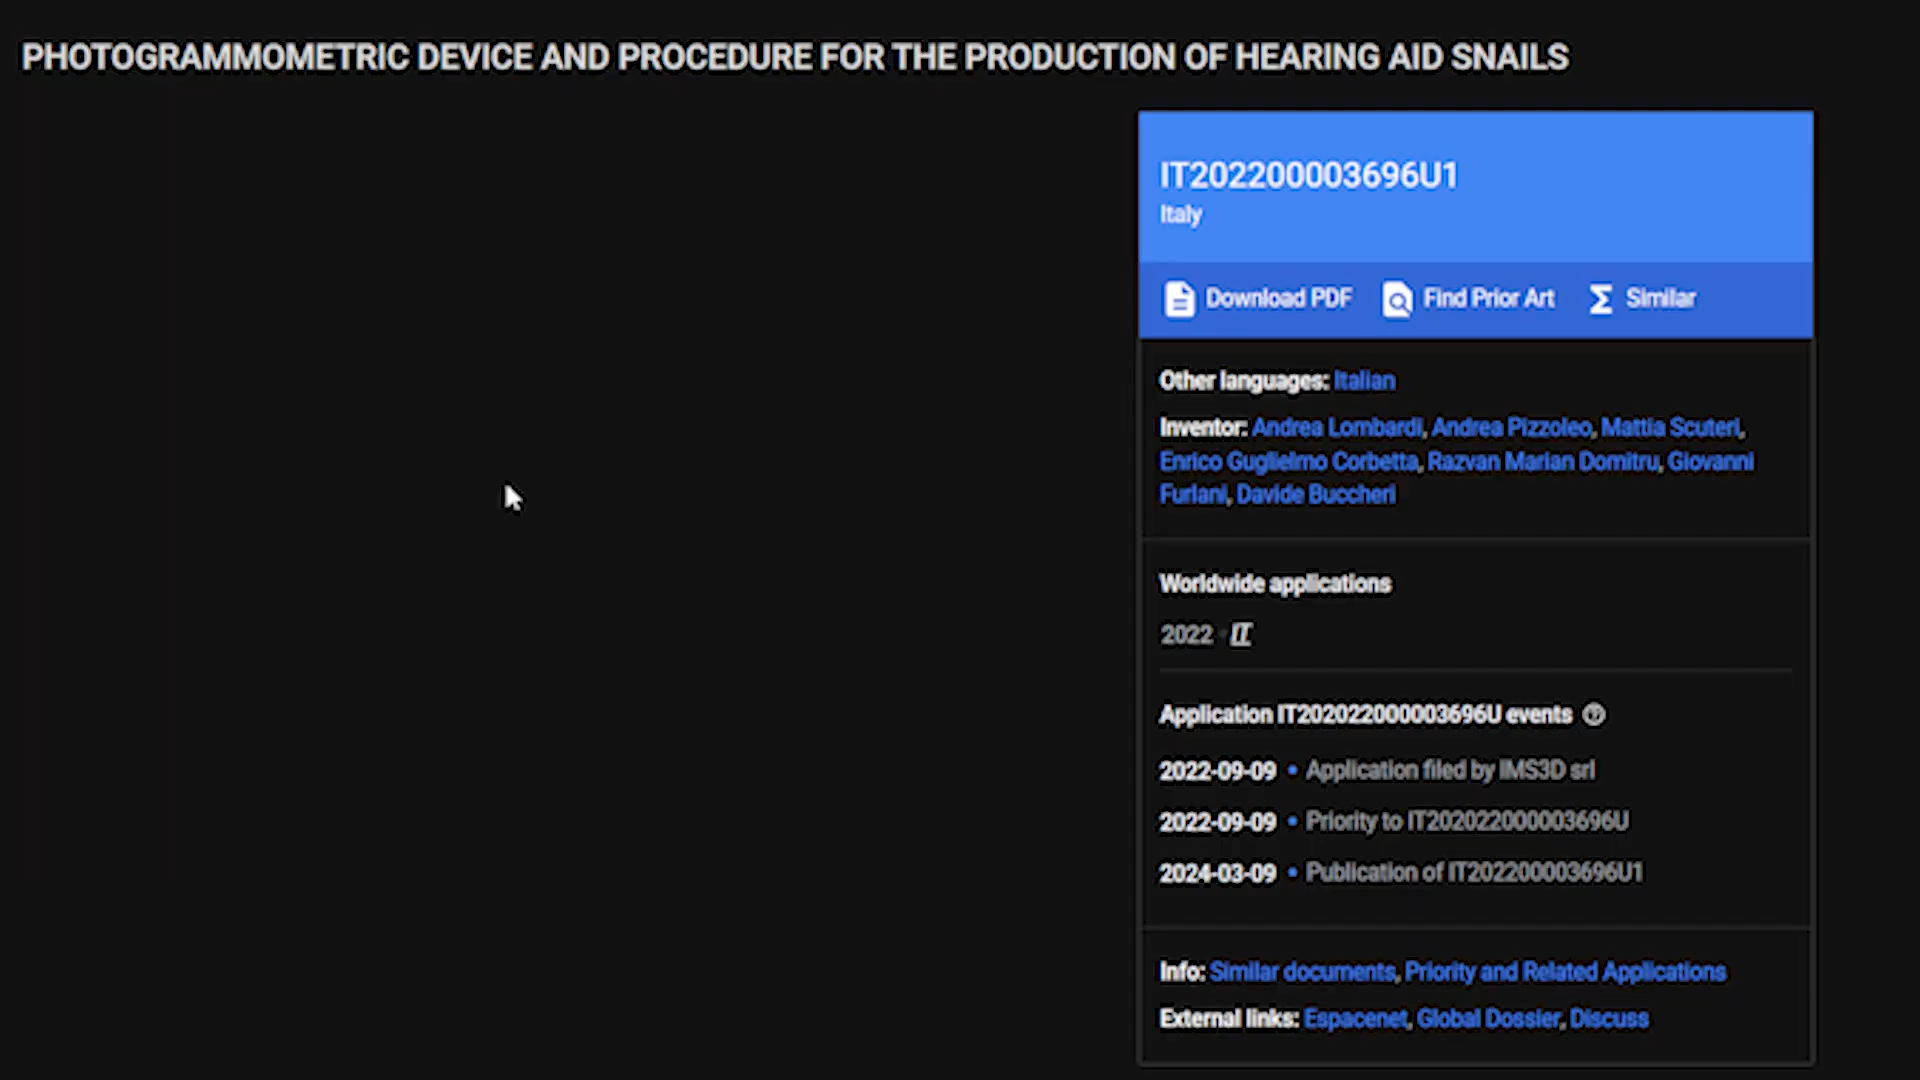 PHOTOGRAMMOMETRIC DEVICE AND PROCEDURE FOR THE PRODUCTION OF HEARING AID SNAILS
IT202200003696U1
Italy
Download PDF Find Prior Art Similar
Other languages: Italian
Inventor: Andrea Lombardi, Andrea Pizzoleo, Mattia Scuteri,
Enrico Guglielmo Corbetta, Razvan Marian Domitru, Giovanni
Furlani, Davide Buccheri
Worldwide applications
2022 IT
Application IT202022000003696U events
2022-09-09 • Application filed by IMS3D srl
2022-09-09 • Priority to IT202022000003696U
2024-03-09 • Publication of IT202200003696U1
Info: Similar documents, Priority and Related Applications
External links: Espacenet, Global Dossier, Discuss